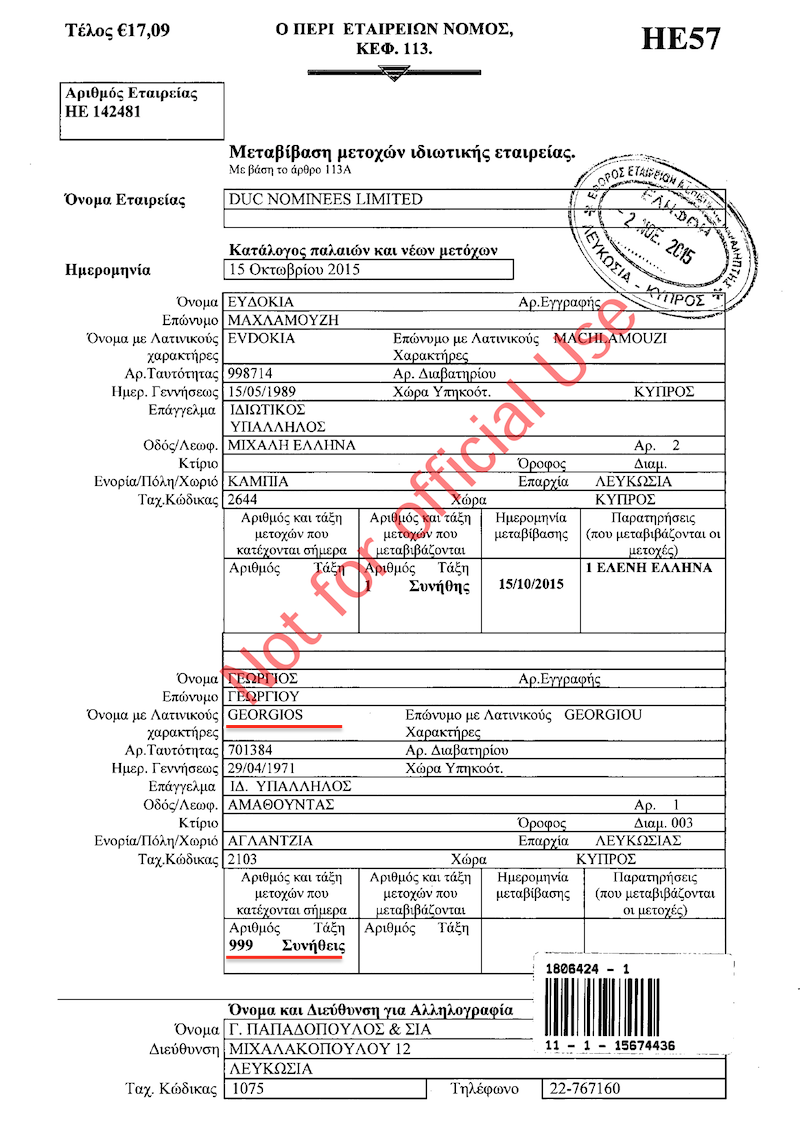 Τέλος €17,09
Ο ΠΕΡΙ ΕΤΑΙΡΕΙΩΝ ΝΟΜΟΣ,
ΚΕΦ. 113.
ΗΕ57
Αριθμός Εταιρείας
ΗΕ 142481
Μεταβίβαση μετοχών ιδιωτικής εταιρείας.
Με βάση το άρθρο 113Α
Όνομα Εταιρείας DUC NOMINEES LIMITED
ΕΦΟΡΟΣ ΕΤΑΙΡΕΙΩΝ
- 2 ΝΟΕ. 2015
ΛΕΥΚΩΣΙΑ - ΚΥΠΡΟΣ
Κατάλογος παλαιών και νέων μετόχων
Ημερομηνία 15 Οκτωβρίου 2015
Όνομα ΕΥΔΟΚΙΑ Αρ.Εγγραφής
Επώνυμο ΜΑΧΛΑΜΟΥΖΗ
Όνομα με Λατινικούς EVDOKIA Επώνυμο με Λατινικούς MACHLAMOUZI
χαρακτήρες Χαρακτήρες
Αρ.Ταυτότητας 998714 Αρ. Διαβατηρίου
Ημερ. Γεννήσεως 15/05/1989 Χώρα Υπηκοότ. ΚΥΠΡΟΣ
Επάγγελμα ΙΔΙΩΤΙΚΟΣ
ΥΠΑΛΛΗΛΟΣ
Οδός/Λεωφ. ΜΙΧΑΛΗ ΕΛΛΗΝΑ Αρ. 2
Κτίριο Όροφος Διαμ.
Ενορία/Πόλη/Χωριό ΚΑΜΠΙΑ Επαρχία ΛΕΥΚΩΣΙΑ
Ταχ.Κώδικας 2644 Χώρα ΚΥΠΡΟΣ
Αριθμός και τάξη Αριθμός και τάξη Ημερομηνία Παρατηρήσεις
μετοχών που μετοχών που μεταβίβασης (που μεταβιβάζονται οι
κατέχονται σήμερα μεταβιβάζονται μετοχές)
Αριθμός Τάξη Αριθμός Τάξη 1 ΕΛΕΝΗ ΕΛΛΗΝΑ
1 Συνήθης 15/10/2015
Not for official Use
Όνομα ΓΕΩΡΓΙΟΣ Αρ.Εγγραφής
Επώνυμο ΓΕΩΡΓΙΟΥ
Όνομα με Λατινικούς GEORGIOS Επώνυμο με Λατινικούς GEORGIOU
χαρακτήρες Χαρακτήρες
Αρ.Ταυτότητας 701384 Αρ. Διαβατηρίου
Ημερ. Γεννήσεως 29/04/1971 Χώρα Υπηκοότ.
Επάγγελμα ΙΔ. ΥΠΑΛΛΗΛΟΣ
Οδός/Λεωφ. ΑΜΑΘΟΥΝΤΑΣ Αρ. 1
Κτίριο Όροφος Διαμ. 003
Ενορία/Πόλη/Χωριό ΑΓΛΑΝΤΖΙΑ Επαρχία ΛΕΥΚΩΣΙΑΣ
Ταχ.Κώδικας 2103 Χώρα ΚΥΠΡΟΣ
Αριθμός και τάξη Αριθμός και τάξη Ημερομηνία Παρατηρήσεις
μετοχών που μετοχών που μεταβίβασης (που μεταβιβάζονται
κατέχονται σήμερα μεταβιβάζονται οι μετοχές)
Αριθμός Τάξη Αριθμός Τάξη
999 Συνήθεις
1806424 - 1
11 - 1 - 15674436
Όνομα και Διεύθυνση για Αλληλογραφία
Όνομα Γ. ΠΑΠΑΔΟΠΟΥΛΟΣ & ΣΙΑ
Διεύθυνση ΜΙΧΑΛΑΚΟΠΟΥΛΟΥ 12
ΛΕΥΚΩΣΙΑ
Ταχ. Κώδικας 1075 Τηλέφωνο 22-767160